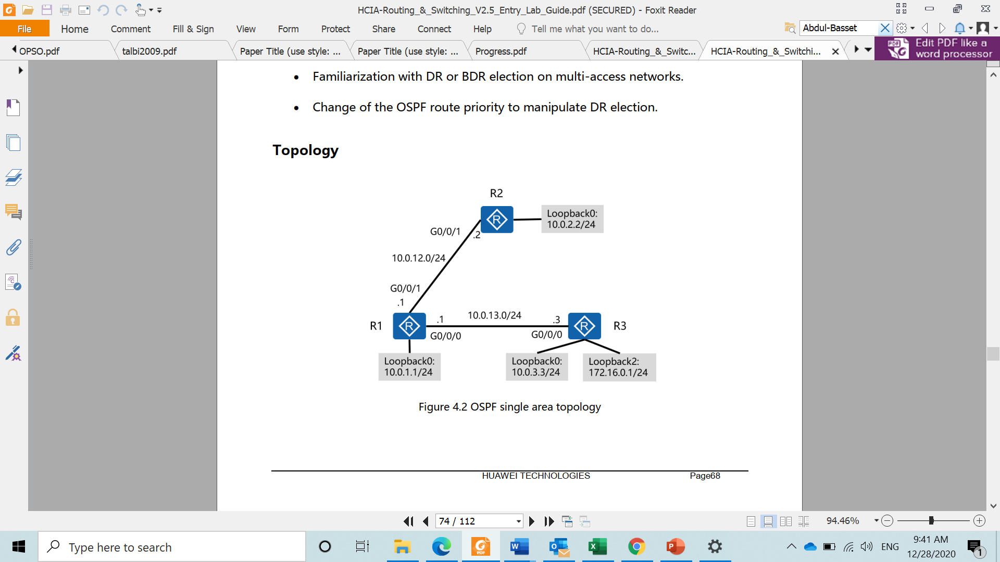 HCIA-Routing_&_Switching_V2.5_Entry_Lab_Guide.pdf (SECURED) - Foxit Reader
File Home Comment Fill & Sign View Form Protect Share Connect Help Tell me what you want to do... Abdul-Basset
OPSO.pdf talbi2009.pdf Paper Title (use style: ... Paper Title (use style: ... Progress.pdf HCIA-Routing_&_Switc... HCIA-Routing_&_Switchi...
Edit PDF like a
word processor
• Familiarization with DR or BDR election on multi-access networks.
• Change of the OSPF route priority to manipulate DR election.
Topology
R2
R
Loopback0:
10.0.2.2/24
G0/0/1
.2
10.0.12.0/24
G0/0/1
.1
R1
R
.1
G0/0/0
10.0.13.0/24
.3
G0/0/0
R
R3
Loopback0:
10.0.1.1/24
Loopback0:
10.0.3.3/24
Loopback2:
172.16.0.1/24
Figure 4.2 OSPF single area topology
HUAWEI TECHNOLOGIES Page68
74 / 112
94.46%
Type here to search
PDF
ENG
9:41 AM
12/28/2020
1